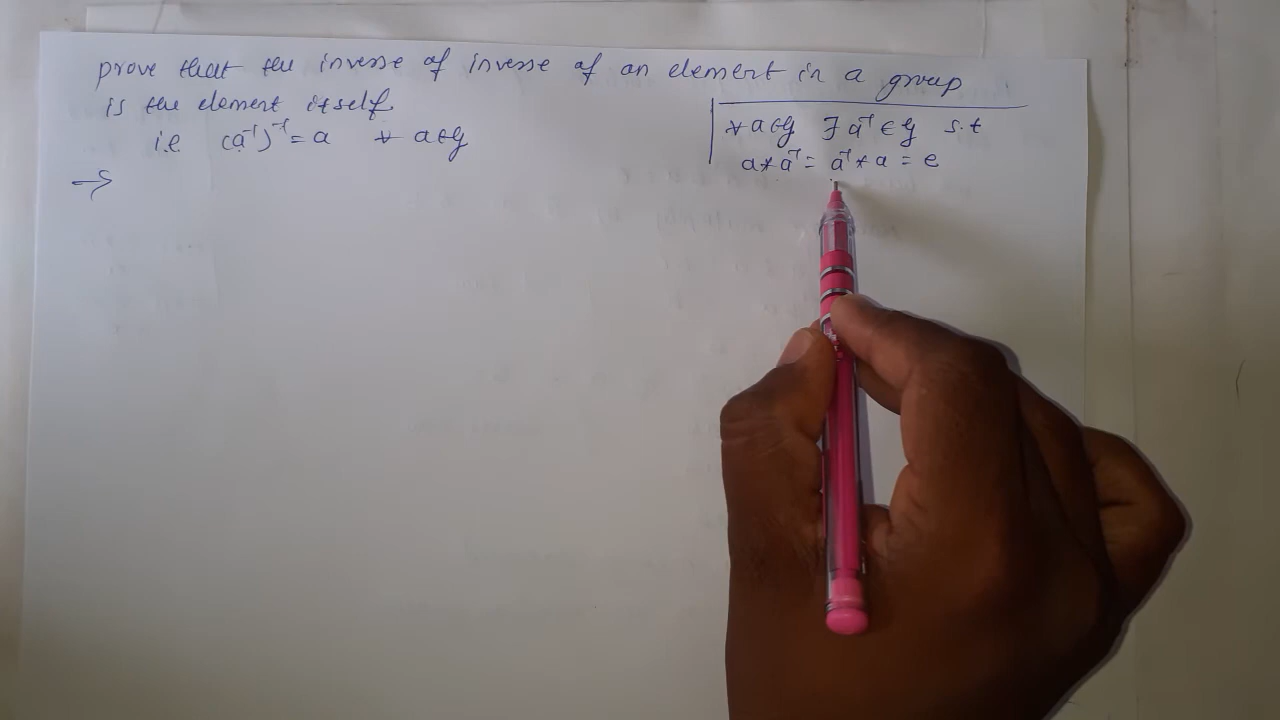 prove that the inverse of inverse of an element in a group
is the element itself.
i.e (a⁻¹)⁻¹ = a ∀ a∈G
→
∀ a∈G ∃ a⁻¹ ∈ G s.t
a * a⁻¹ = a⁻¹ * a = e